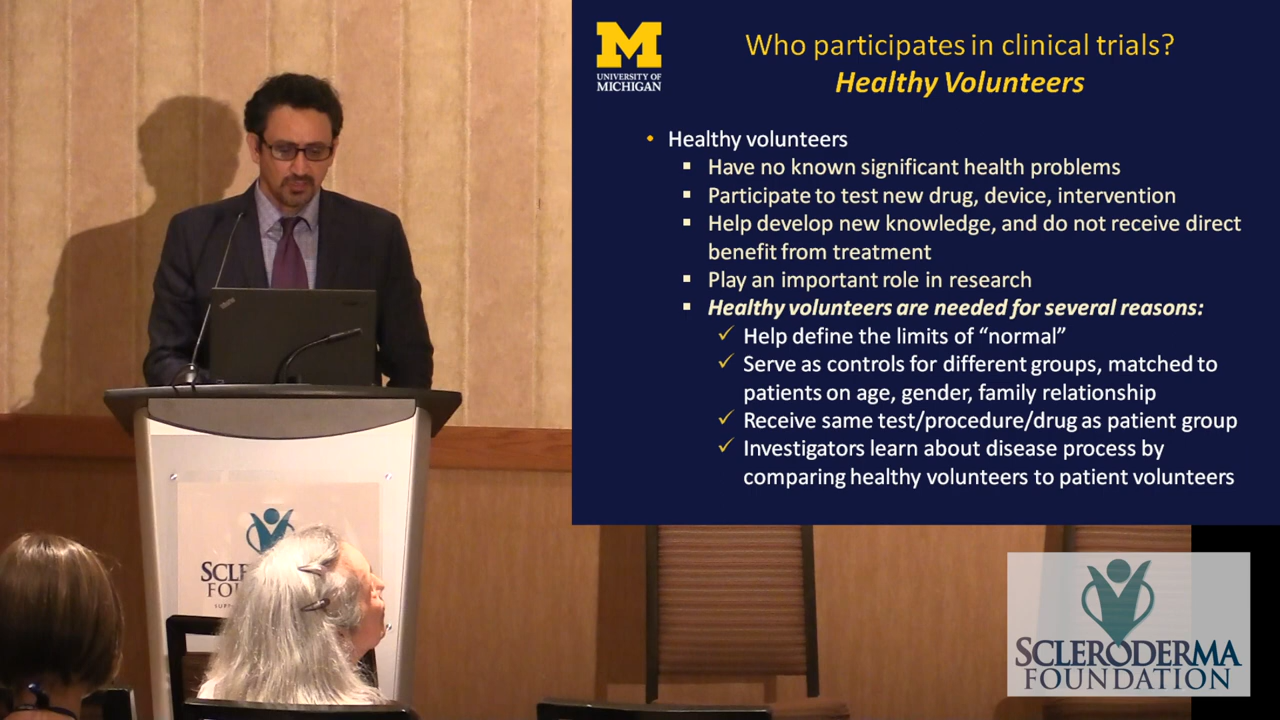 M
UNIVERSITY OF
MICHIGAN
Who participates in clinical trials?
Healthy Volunteers
• Healthy volunteers
▪ Have no known significant health problems
▪ Participate to test new drug, device, intervention
▪ Help develop new knowledge, and do not receive direct
benefit from treatment
▪ Play an important role in research
▪ Healthy volunteers are needed for several reasons:
✓ Help define the limits of “normal”
✓ Serve as controls for different groups, matched to
patients on age, gender, family relationship
✓ Receive same test/procedure/drug as patient group
✓ Investigators learn about disease process by
comparing healthy volunteers to patient volunteers
SCLERODERMA
FOUNDATION